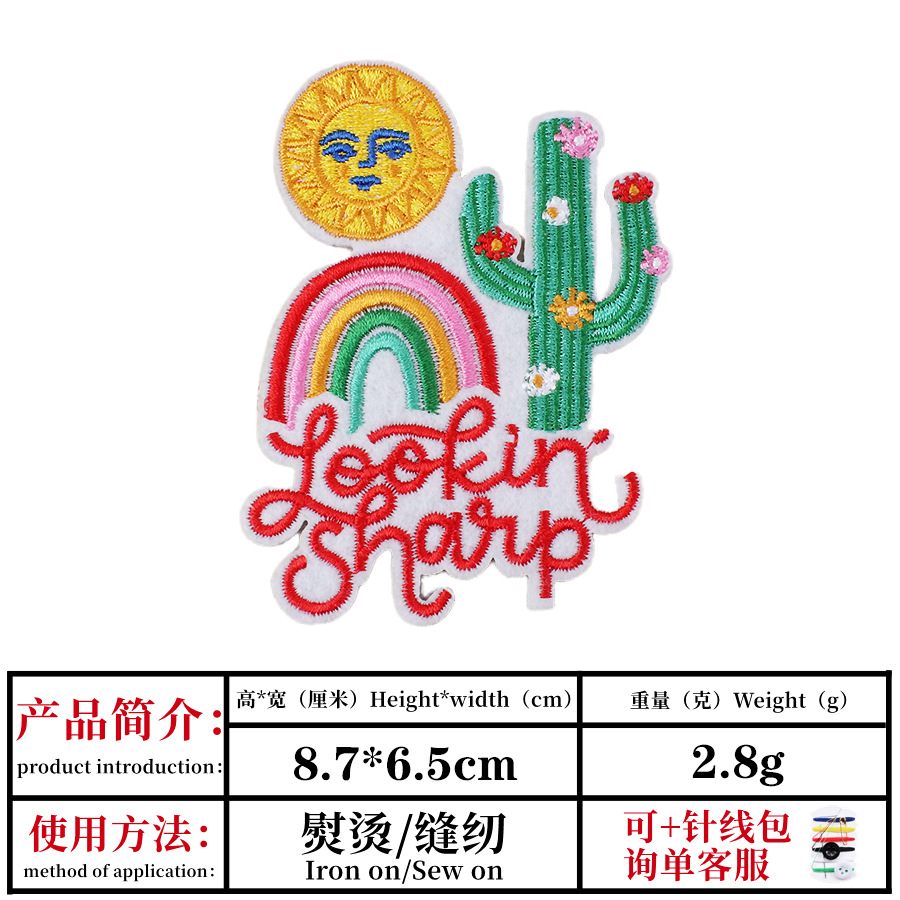 Lookin'
sharp
产品简介：
product introduction：
高*宽（厘米）Height*width（cm）
重量（克）Weight（g）
8.7*6.5cm
2.8g
使用方法：
method of application：
熨烫/缝纫
Iron on/Sew on
可+针线包
询单客服